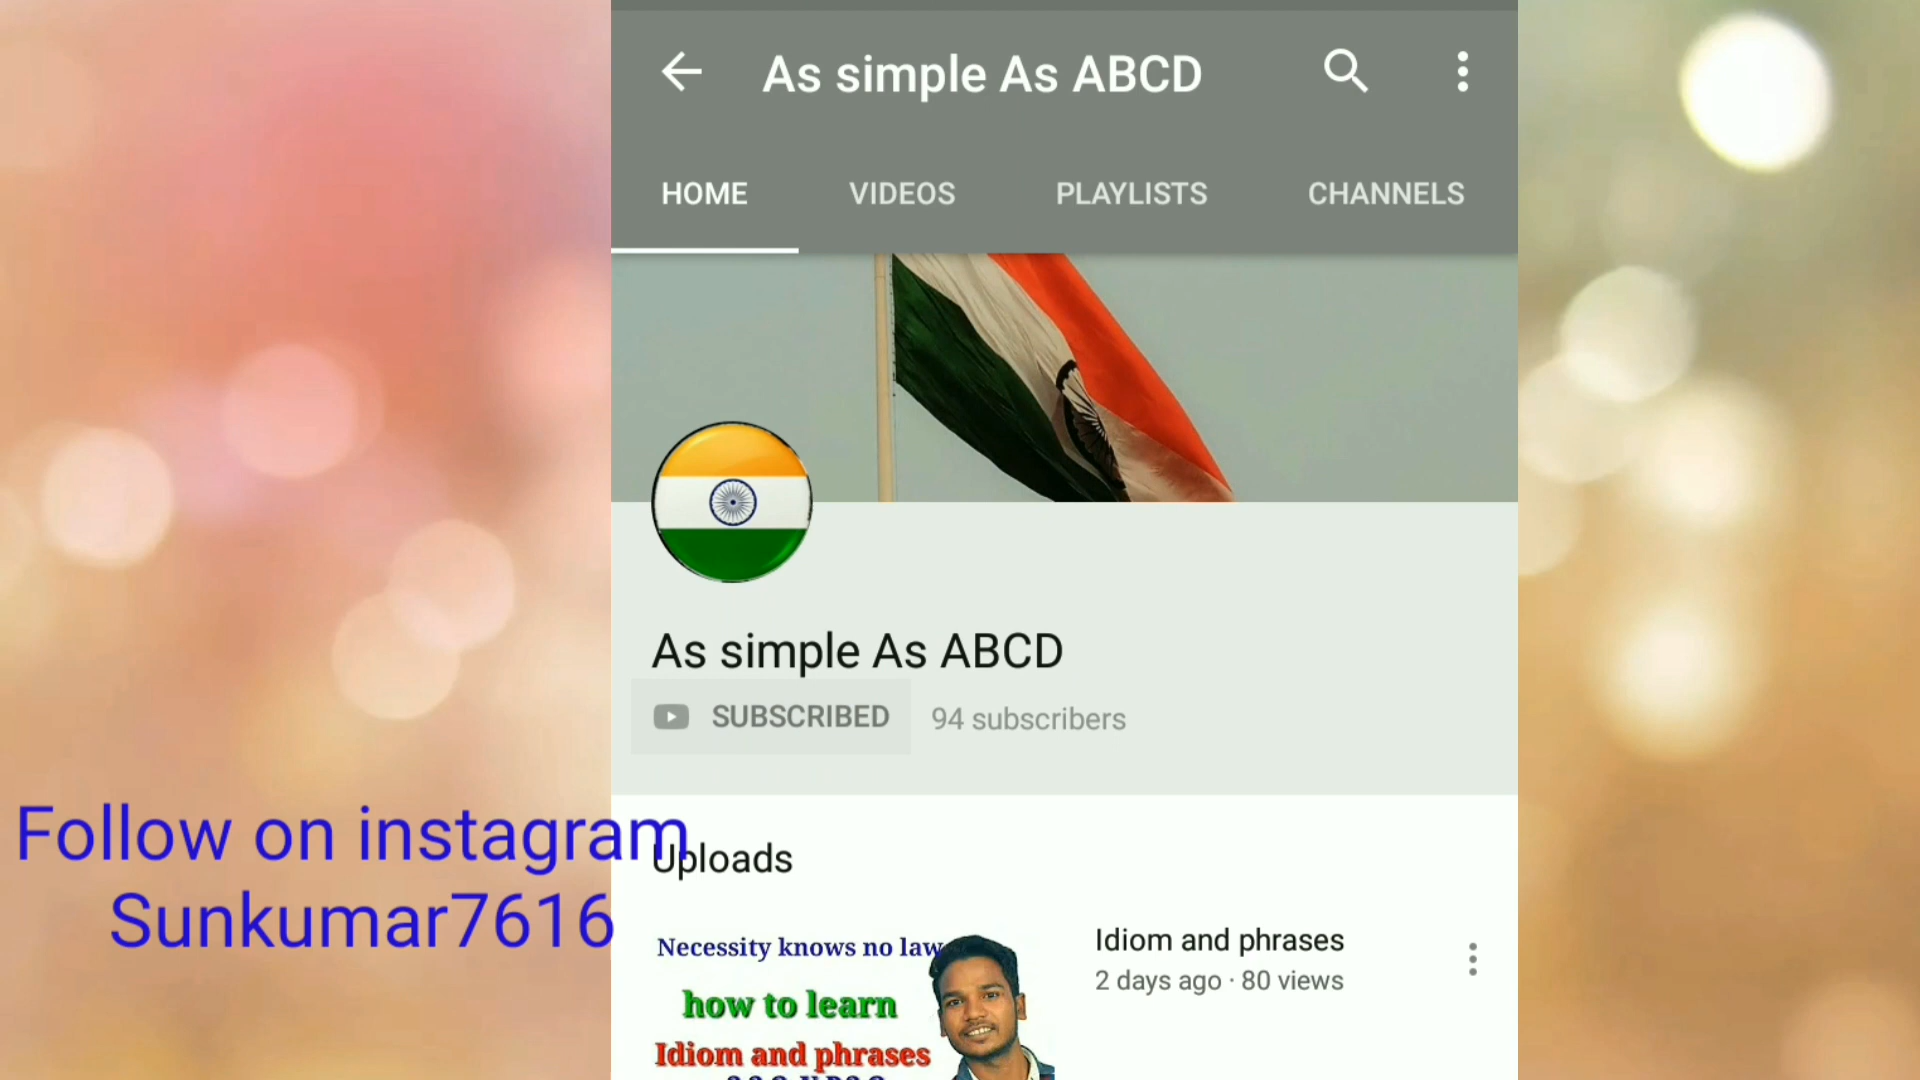 As simple As ABCD
HOME VIDEOS PLAYLISTS CHANNELS
As simple As ABCD
SUBSCRIBED 94 subscribers
Follow on instagram
Sunkumar7616
Uploads
Necessity knows no law
how to learn
Idiom and phrases
Idiom and phrases
2 days ago · 80 views